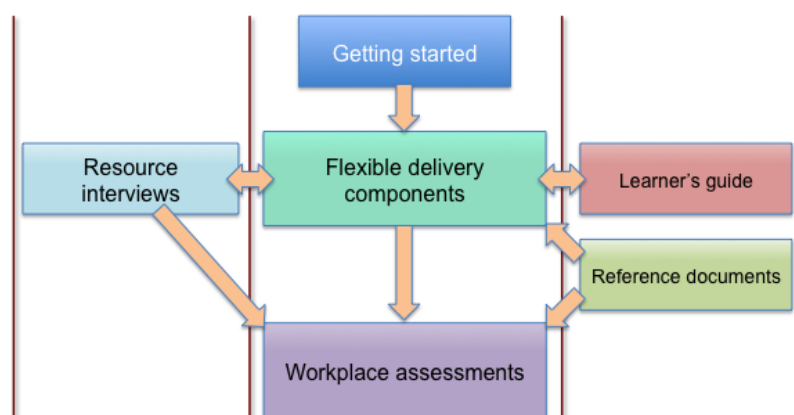 Getting started
Resource
interviews
Flexible delivery
components
Learner's guide
Reference documents
Workplace assessments